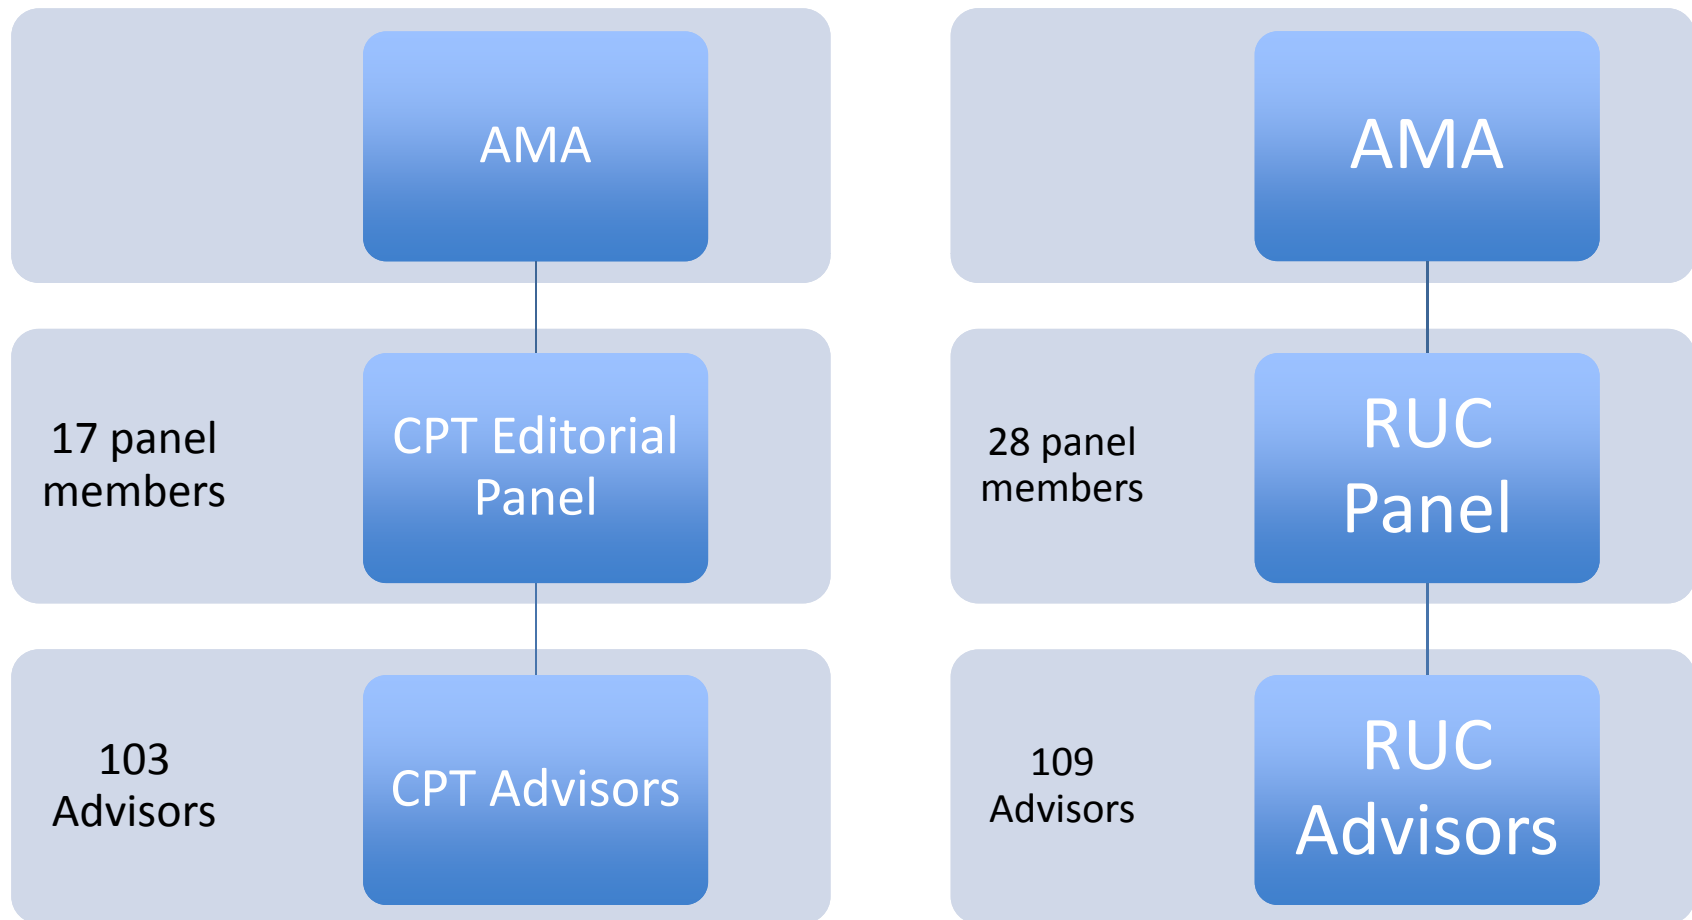 AMA
17 panel
members
CPT Editorial
Panel
103
Advisors
CPT Advisors
AMA
28 panel
members
RUC
Panel
109
Advisors
RUC
Advisors